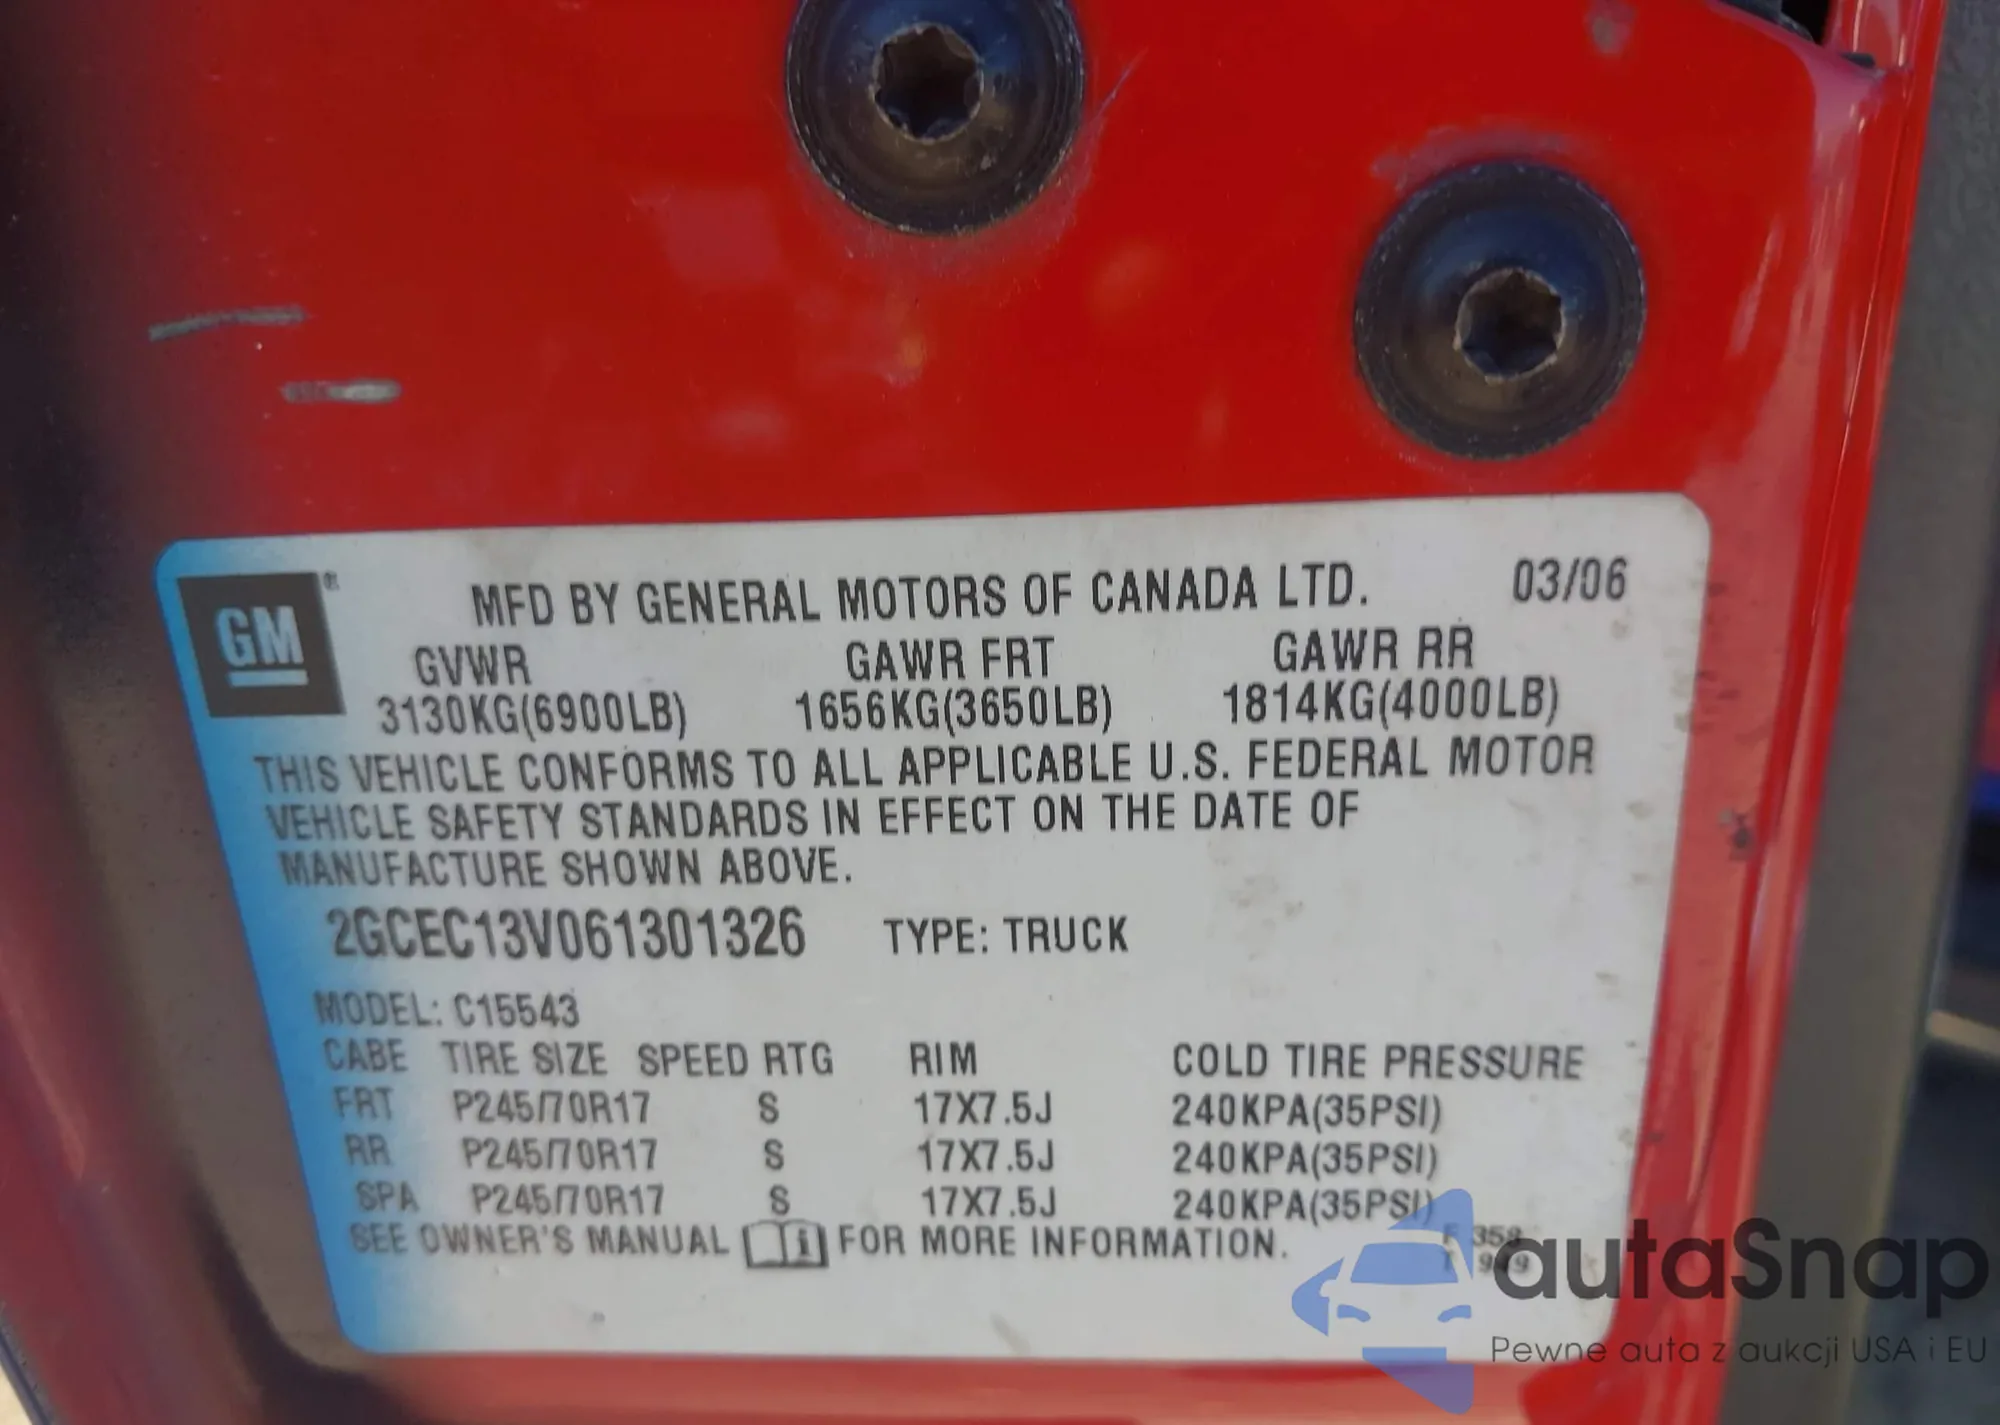 GM®
MFD BY GENERAL MOTORS OF CANADA LTD. 03/06
GVWR GAWR FRT GAWR RR
3130KG(6900LB) 1656KG(3650LB) 1814KG(4000LB)
THIS VEHICLE CONFORMS TO ALL APPLICABLE U.S. FEDERAL MOTOR
VEHICLE SAFETY STANDARDS IN EFFECT ON THE DATE OF
MANUFACTURE SHOWN ABOVE.
2GCEC13V061301326 TYPE: TRUCK
MODEL: C15543
CABE TIRE SIZE SPEED RTG RIM COLD TIRE PRESSURE
FRT P245/70R17 S 17X7.5J 240KPA(35PSI)
RR P245/70R17 S 17X7.5J 240KPA(35PSI)
SPA P245/70R17 S 17X7.5J 240KPA(35PSI)
SEE OWNER'S MANUAL FOR MORE INFORMATION.
autaSnap
Pewne auta z aukcji USA i EU